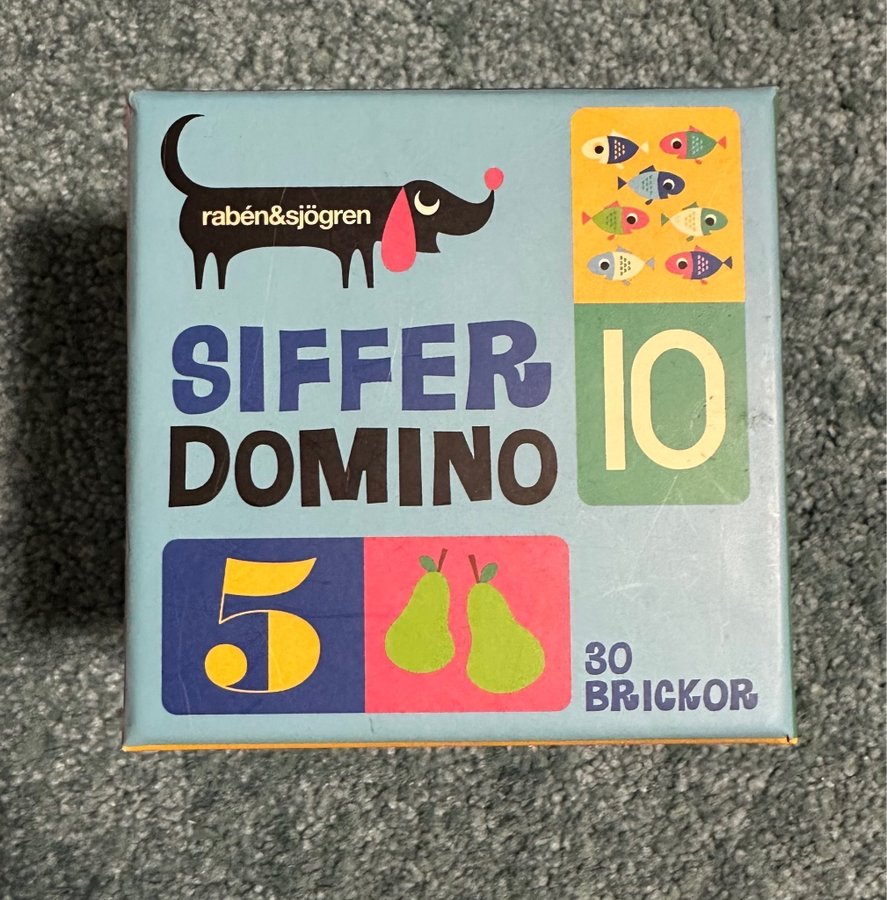 rabén&sjögren
SIFFER
DOMINO
10
5
30
BRICKOR